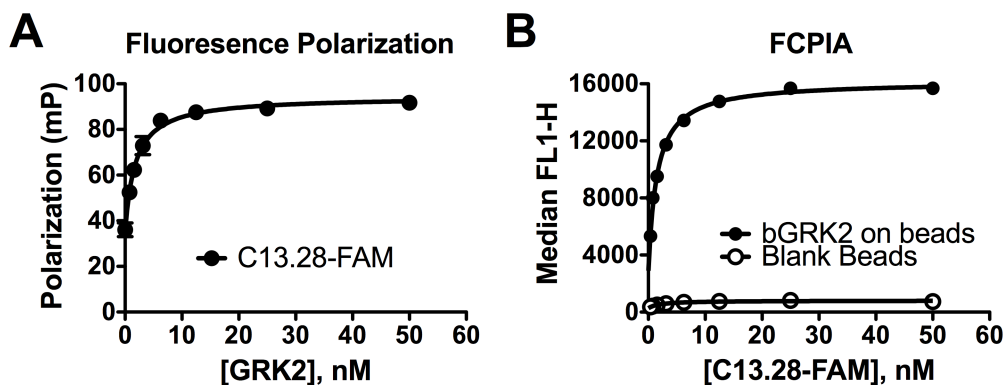 A
Fluoresence Polarization
Polarization (mP)
100
80
60
40
20
0
C13.28-FAM
0 10 20 30 40 50 60
[GRK2], nM
B
FCPIA
Median FL1-H
16000
12000
8000
4000
0
bGRK2 on beads
Blank Beads
0 10 20 30 40 50 60
[C13.28-FAM], nM